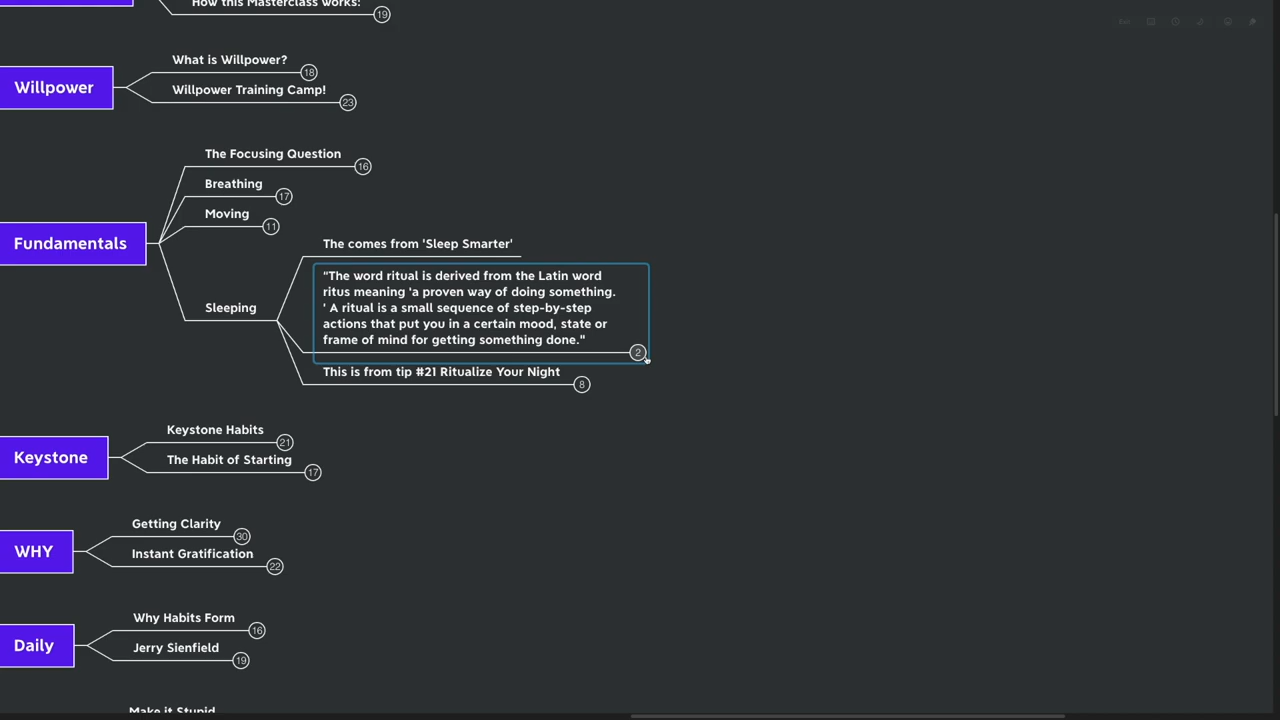 How this Masterclass works:
19
What is Willpower?
18
Willpower
Willpower Training Camp!
23
The Focusing Question
16
Breathing
17
Moving
11
Fundamentals
The comes from 'Sleep Smarter'
"The word ritual is derived from the Latin word
ritus meaning 'a proven way of doing something.
' A ritual is a small sequence of step-by-step
actions that put you in a certain mood, state or
frame of mind for getting something done."
2
Sleeping
This is from tip #21 Ritualize Your Night
8
Keystone Habits
21
Keystone
The Habit of Starting
17
Getting Clarity
30
WHY
Instant Gratification
22
Why Habits Form
16
Daily
Jerry Sienfield
19
Make it Stupid